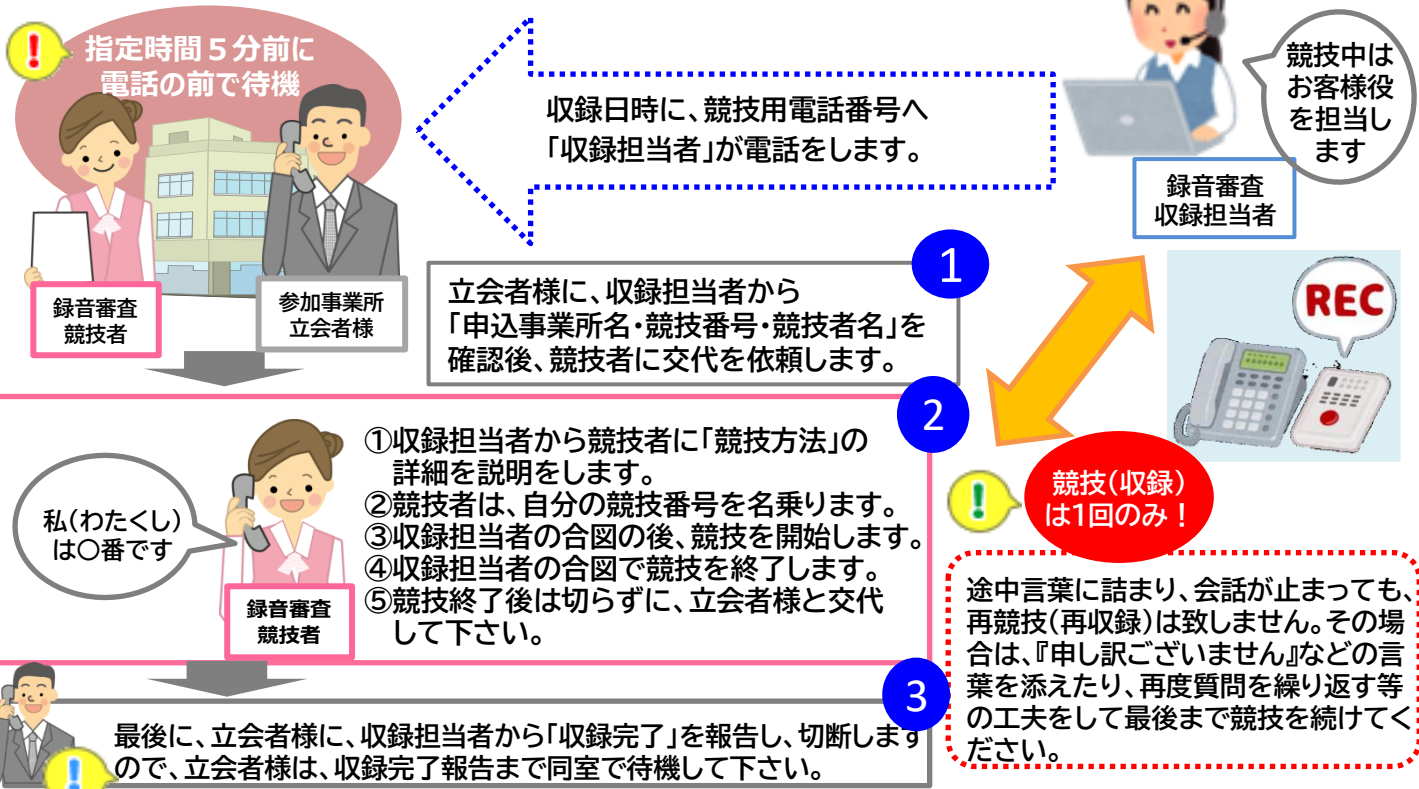 指定時間５分前に
電話の前で待機
収録日時に、競技用電話番号へ
「収録担当者」が電話をします。
競技中は
お客様役
を担当し
ます
録音審査
収録担当者
録音審査
競技者
参加事業所
立会者様
1
立会者様に、収録担当者から
「申込事業所名・競技番号・競技者名」を
確認後、競技者に交代を依頼します。
REC
2
私（わたくし）
は〇番です
録音審査
競技者
①収録担当者から競技者に「競技方法」の
詳細を説明をします。
②競技者は、自分の競技番号を名乗ります。
③収録担当者の合図の後、競技を開始します。
④収録担当者の合図で競技を終了します。
⑤競技終了後は切らずに、立会者様と交代
して下さい。
競技（収録）
は1回のみ！
途中言葉に詰まり、会話が止まっても、
再競技（再収録）は致しません。その場
合は、『申し訳ございません』などの言
葉を添えたり、再度質問を繰り返す等
の工夫をして最後まで競技を続けてく
ださい。
3
最後に、立会者様に、収録担当者から「収録完了」を報告し、切断します
ので、立会者様は、収録完了報告まで同室で待機して下さい。